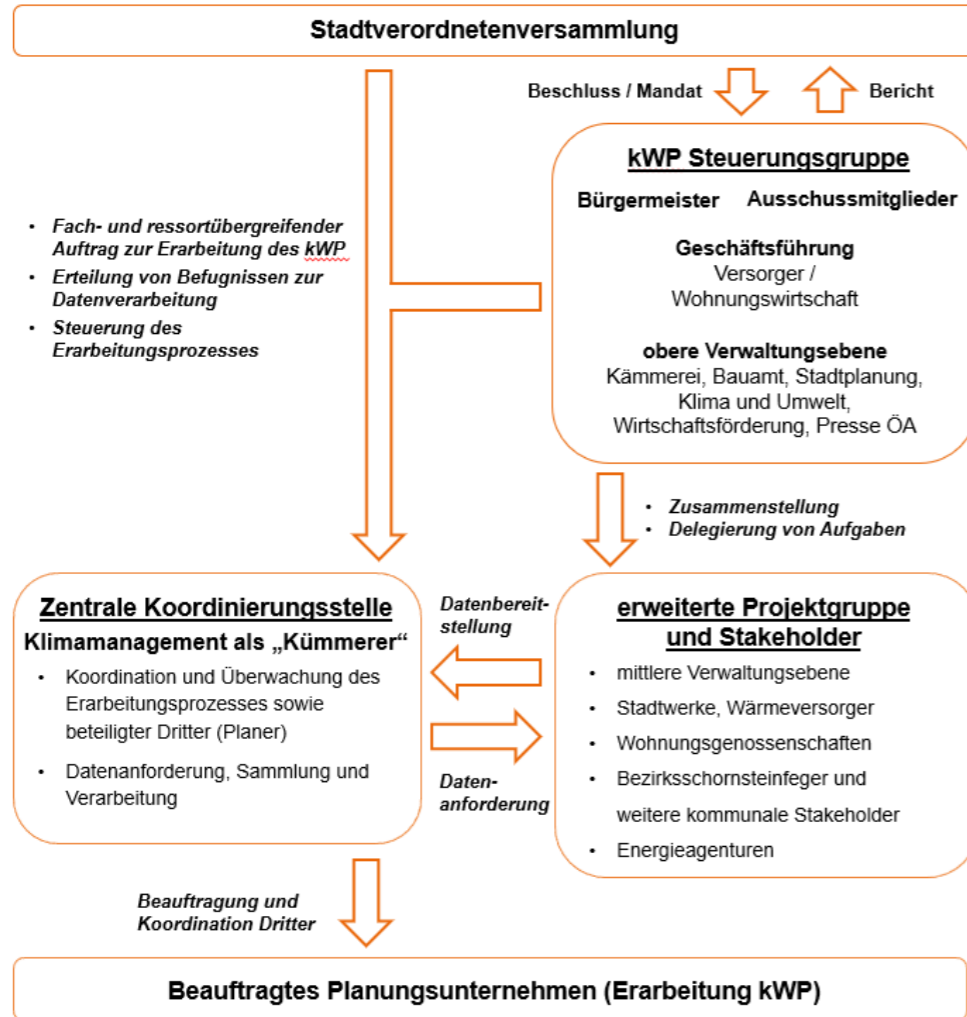 Stadtverordnetenversammlung
Beschluss / Mandat
Bericht
kWP Steuerungsgruppe
Bürgermeister
Ausschussmitglieder
Geschäftsführung
Versorger /
Wohnungswirtschaft
obere Verwaltungsebene
Kämmerei, Bauamt, Stadtplanung,
Klima und Umwelt,
Wirtschaftsförderung, Presse ÖA
• Fach- und ressortübergreifender
Auftrag zur Erarbeitung des kWP
• Erteilung von Befugnissen zur
Datenverarbeitung
• Steuerung des
Erarbeitungsprozesses
• Zusammenstellung
• Delegierung von Aufgaben
Zentrale Koordinierungsstelle
Klimamanagement als „Kümmerer“
• Koordination und Überwachung des
Erarbeitungsprozesses sowie
beteiligter Dritter (Planer)
• Datenanforderung, Sammlung und
Verarbeitung
Datenbereit-
stellung
Daten-
anforderung
erweiterte Projektgruppe
und Stakeholder
• mittlere Verwaltungsebene
• Stadtwerke, Wärmeversorger
• Wohnungsgenossenschaften
• Bezirksschornsteinfeger und
weitere kommunale Stakeholder
• Energieagenturen
Beauftragung und
Koordination Dritter
Beauftragtes Planungsunternehmen (Erarbeitung kWP)